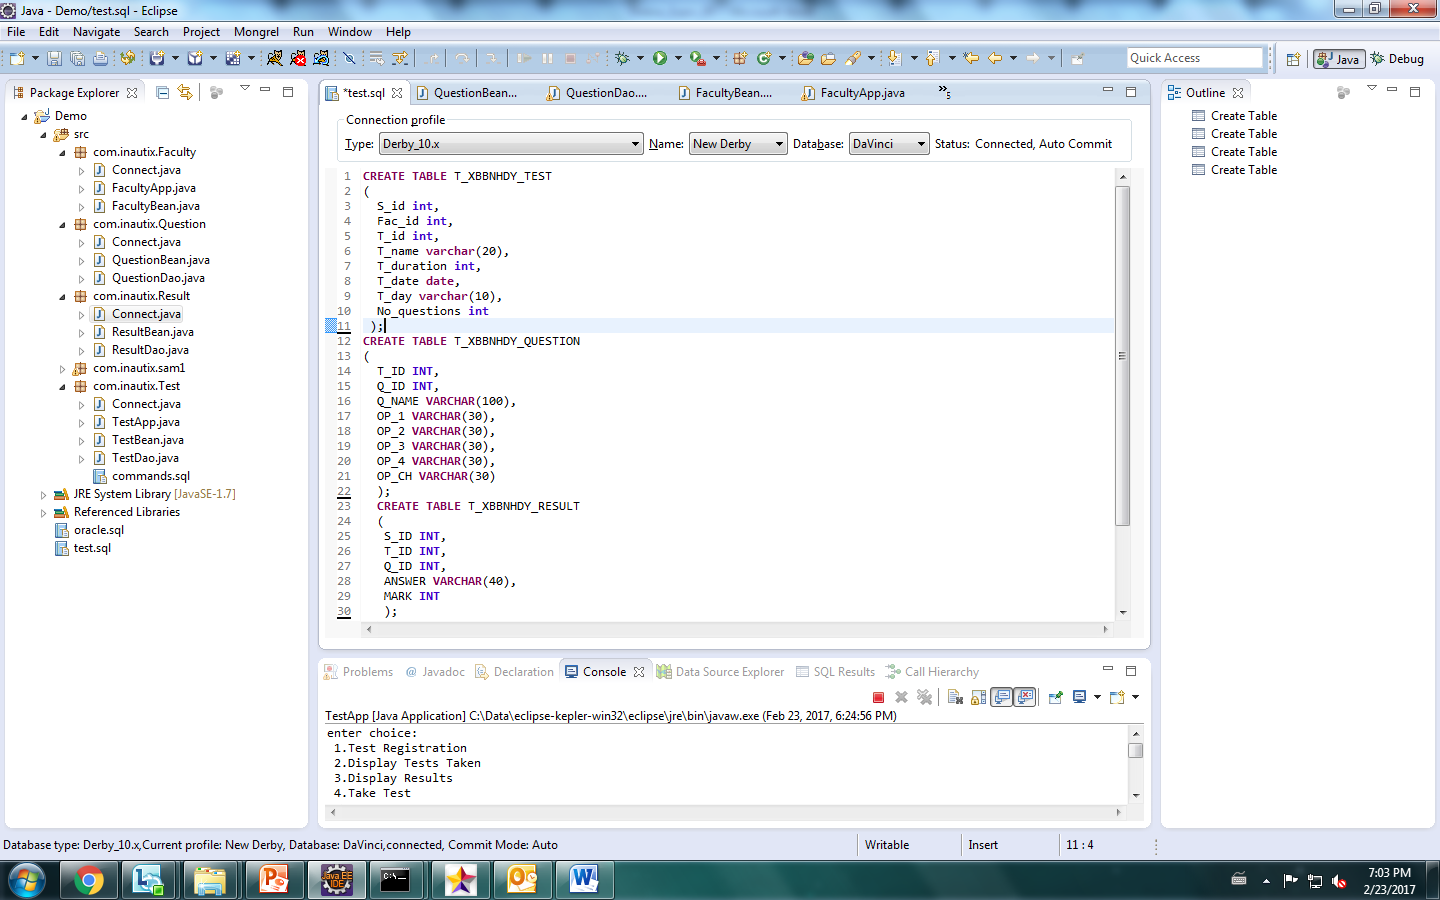 Java - Demo/test.sql - Eclipse
File Edit Navigate Search Project Mongrel Run Window Help
Quick Access
Java
Debug
Package Explorer
Demo
src
com.inautix.Faculty
Connect.java
FacultyApp.java
FacultyBean.java
com.inautix.Question
Connect.java
QuestionBean.java
QuestionDao.java
com.inautix.Result
Connect.java
ResultBean.java
ResultDao.java
com.inautix.sam1
com.inautix.Test
Connect.java
TestApp.java
TestBean.java
TestDao.java
commands.sql
JRE System Library [JavaSE-1.7]
Referenced Libraries
oracle.sql
test.sql
*test.sql QuestionBean.... QuestionDao.... FacultyBean.... FacultyApp.java »5
Connection profile
Type: Derby_10.x Name: New Derby Database: DaVinci Status: Connected, Auto Commit
1 CREATE TABLE T_XBBNHDY_TEST
2 (
3 S_id int,
4 Fac_id int,
5 T_id int,
6 T_name varchar(20),
7 T_duration int,
8 T_date date,
9 T_day varchar(10),
10 No_questions int
11 );
12 CREATE TABLE T_XBBNHDY_QUESTION
13 (
14 T_ID INT,
15 Q_ID INT,
16 Q_NAME VARCHAR(100),
17 OP_1 VARCHAR(30),
18 OP_2 VARCHAR(30),
19 OP_3 VARCHAR(30),
20 OP_4 VARCHAR(30),
21 OP_CH VARCHAR(30)
22 );
23 CREATE TABLE T_XBBNHDY_RESULT
24 (
25 S_ID INT,
26 T_ID INT,
27 Q_ID INT,
28 ANSWER VARCHAR(40),
29 MARK INT
30 );
Outline
Create Table
Create Table
Create Table
Create Table
Problems @ Javadoc Declaration Console Data Source Explorer SQL Results Call Hierarchy
TestApp [Java Application] C:\Data\eclipse-kepler-win32\eclipse\jre\bin\javaw.exe (Feb 23, 2017, 6:24:56 PM)
enter choice:
1.Test Registration
2.Display Tests Taken
3.Display Results
4.Take Test
Database type: Derby_10.x,Current profile: New Derby, Database: DaVinci,connected, Commit Mode: Auto
Writable Insert 11 : 4
Java EE
IDE
C:\
7:03 PM
2/23/2017